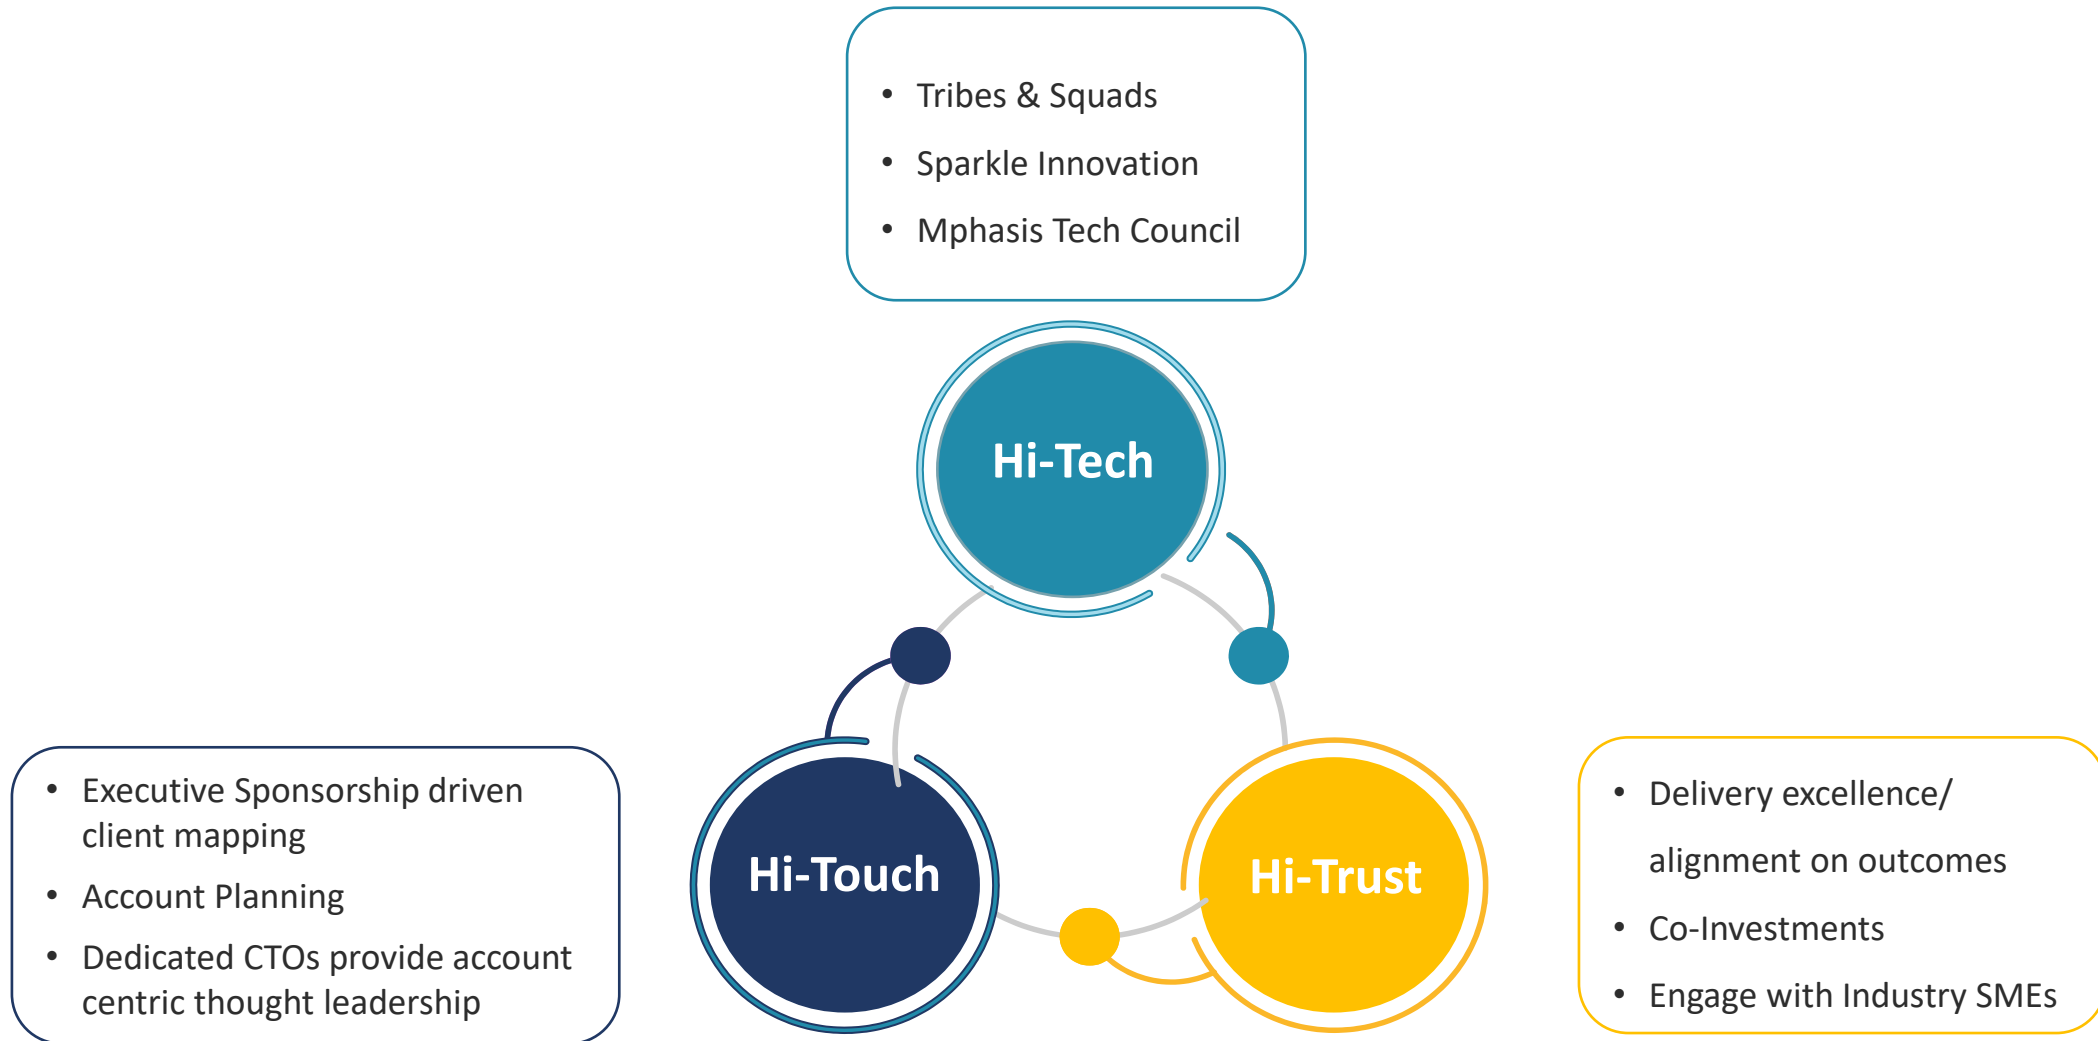 • Tribes & Squads
• Sparkle Innovation
• Mphasis Tech Council
Hi-Tech
• Executive Sponsorship driven
client mapping
• Account Planning
• Dedicated CTOs provide account
centric thought leadership
Hi-Touch
Hi-Trust
• Delivery excellence/
alignment on outcomes
• Co-Investments
• Engage with Industry SMEs